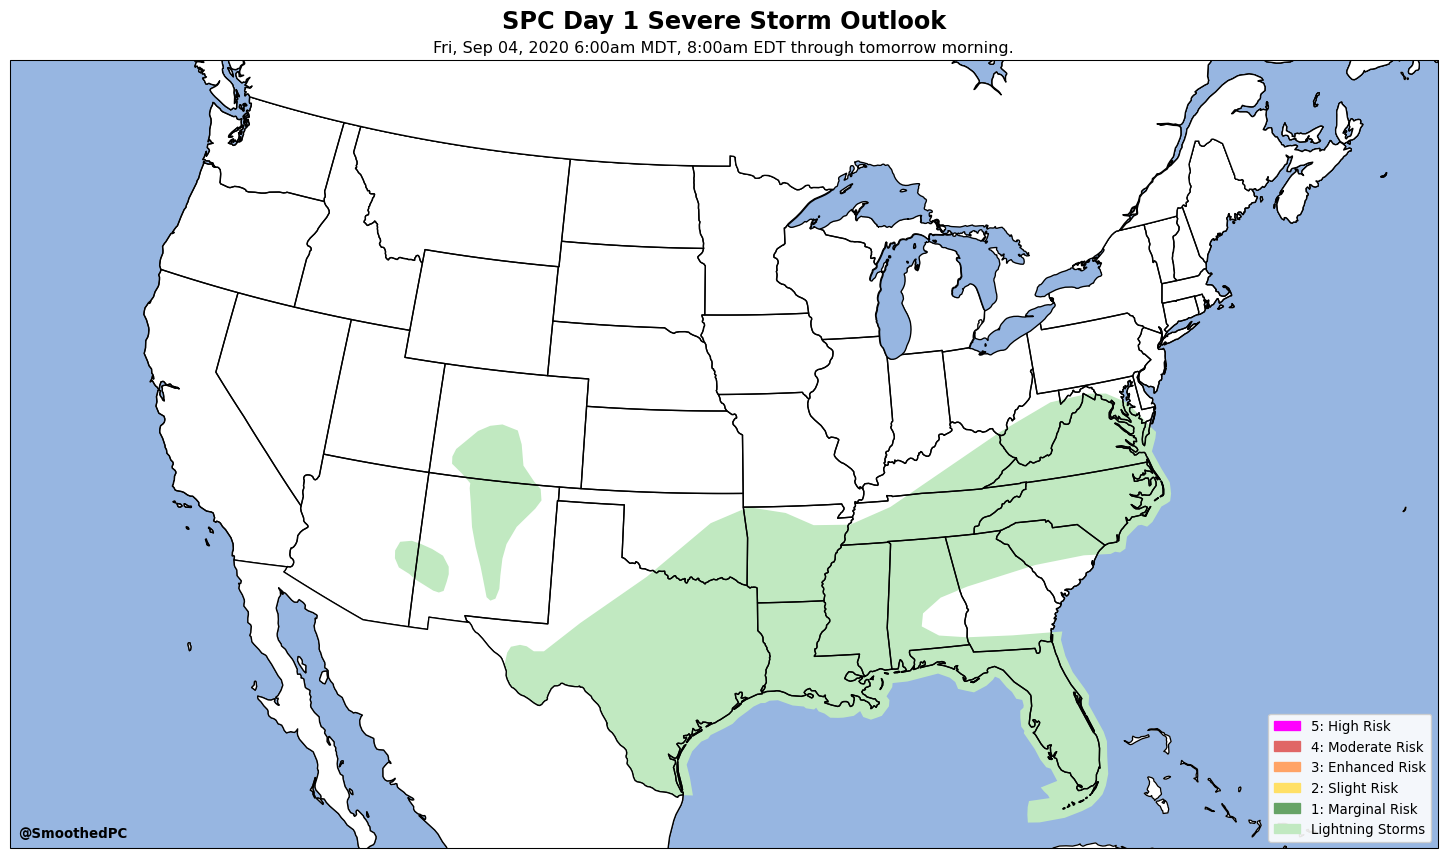 SPC Day 1 Severe Storm Outlook
Fri, Sep 04, 2020 6:00am MDT, 8:00am EDT through tomorrow morning.
5: High Risk
4: Moderate Risk
3: Enhanced Risk
2: Slight Risk
1: Marginal Risk
Lightning Storms
@SmoothedPC